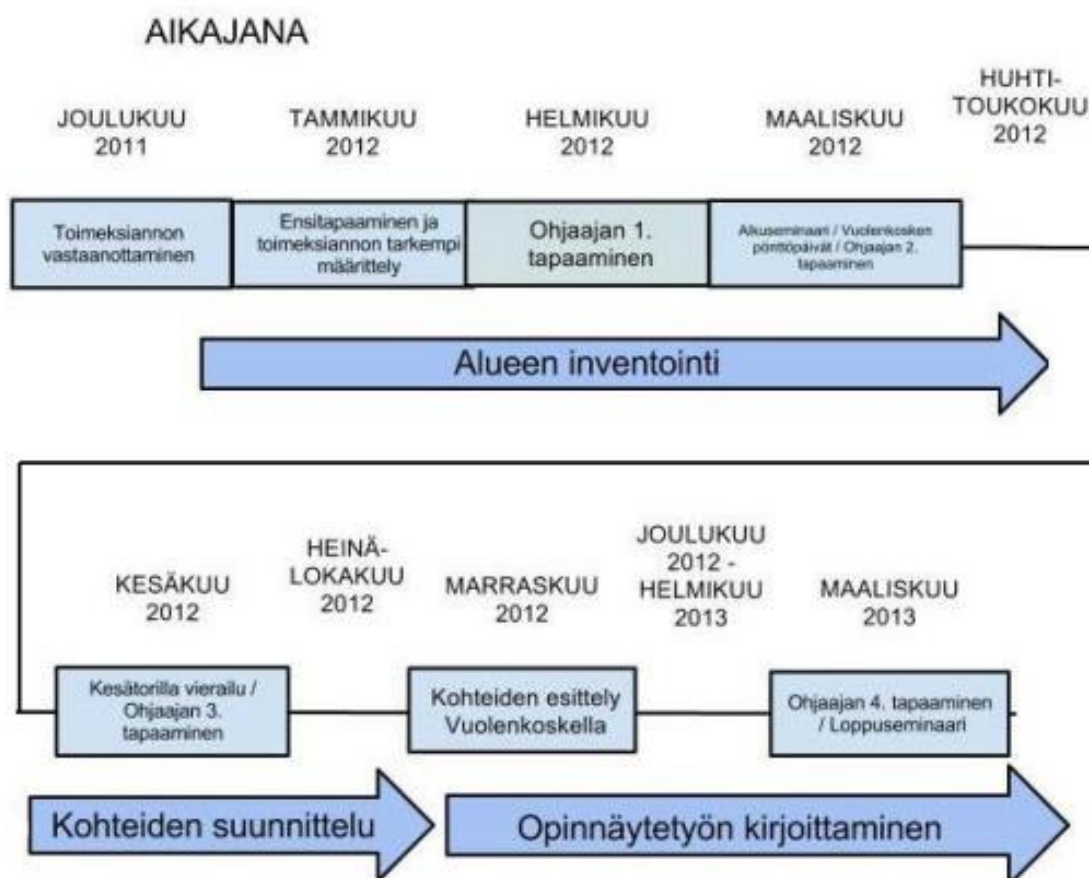 AIKAJANA
JOULUKUU
2011
TAMMIKUU
2012
HELMIKUU
2012
MAALISKUU
2012
HUHTI-
TOUKOKUU
2012
Toimeksiannon
vastaanottaminen
Ensitapaaminen ja
toimeksiannon tarkempi
määrittely
Ohjaajan 1.
tapaaminen
Alkuseminaari / Vuolenkosken
pönttöpäivät / Ohjaajan 2.
tapaaminen
Alueen inventointi
KESÄKUU
2012
HEINÄ-
LOKAKUU
2012
MARRASKUU
2012
JOULUKUU
2012 -
HELMIKUU
2013
MAALISKUU
2013
Kesätorilla vierailu /
Ohjaajan 3.
tapaaminen
Kohteiden esittely
Vuolenkoskella
Ohjaajan 4. tapaaminen
/ Loppuseminaari
Kohteiden suunnittelu
Opinnäytetyön kirjoittaminen